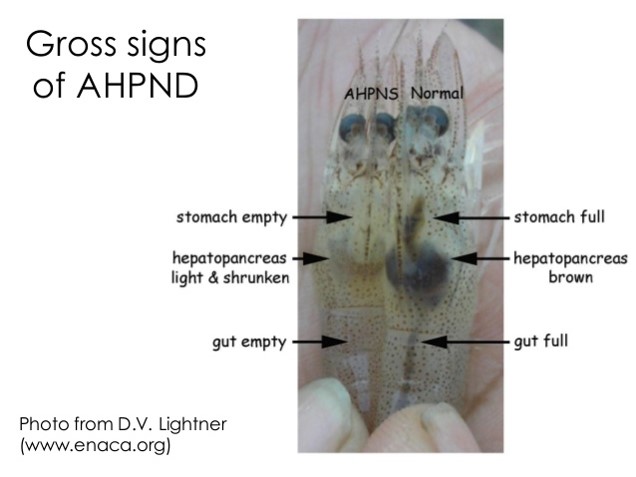 Gross signs
of AHPND
AHPNS Normal
stomach empty
stomach full
hepatopancreas
light & shrunken
hepatopancreas
brown
gut empty
gut full
Photo from D.V. Lightner
(www.enaca.org)